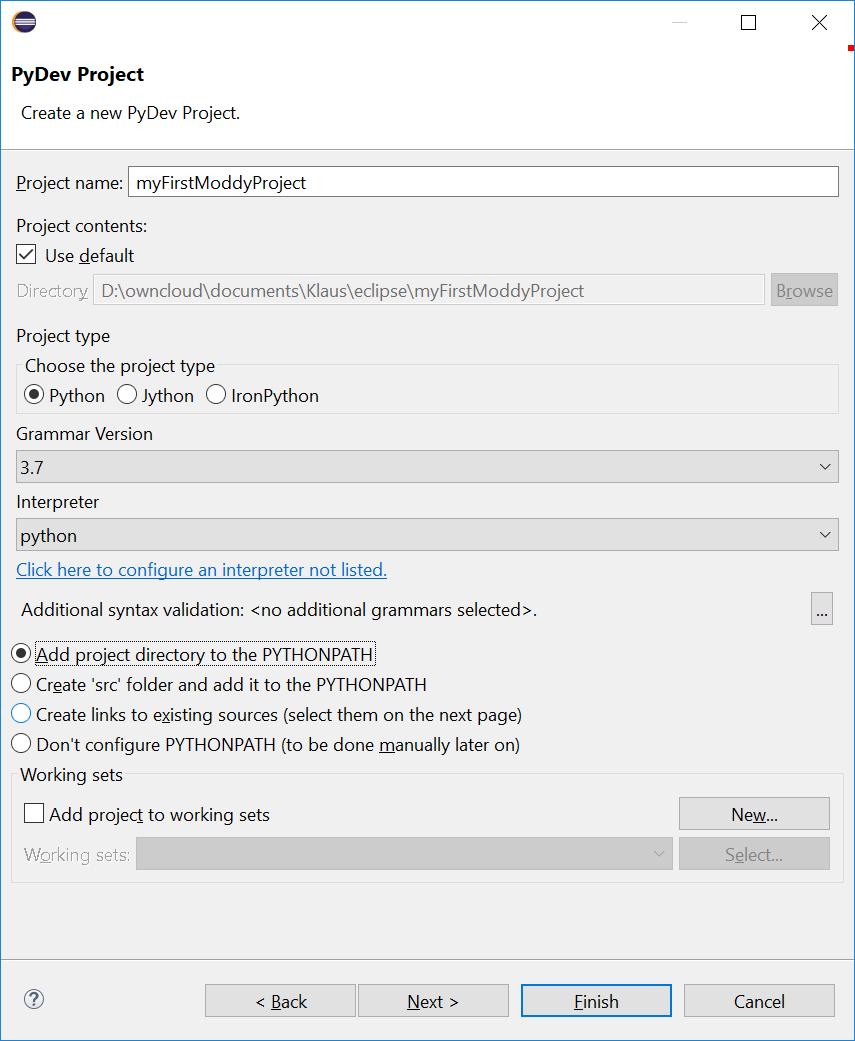 PyDev Project
Create a new PyDev Project.
Project name: myFirstModdyProject
Project contents:
Use default
Directory D:\owncloud\documents\Klaus\eclipse\myFirstModdyProject Browse
Project type
Choose the project type
Python Jython IronPython
Grammar Version
3.7
Interpreter
python
Click here to configure an interpreter not listed.
Additional syntax validation: <no additional grammars selected>. ...
Add project directory to the PYTHONPATH
Create 'src' folder and add it to the PYTHONPATH
Create links to existing sources (select them on the next page)
Don't configure PYTHONPATH (to be done manually later on)
Working sets
Add project to working sets New...
Working sets: Select...
? < Back Next > Finish Cancel